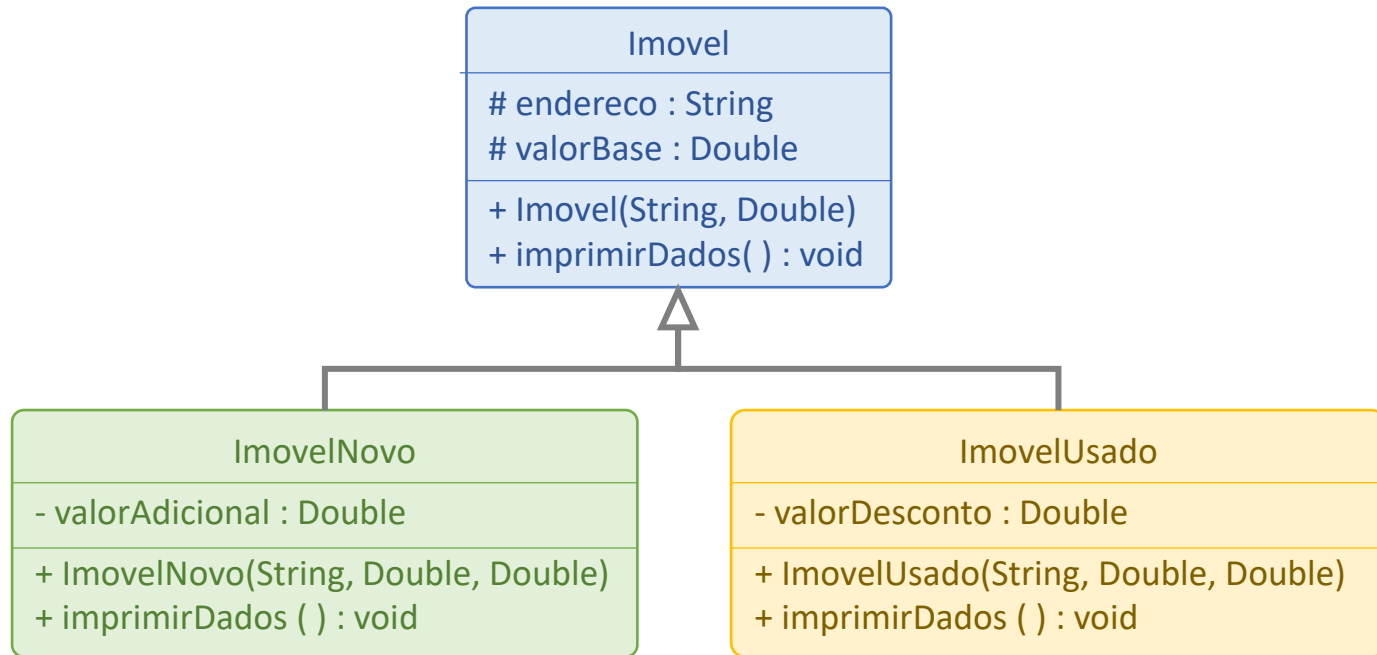 Imovel
# endereco : String
# valorBase : Double
+ Imovel(String, Double)
+ imprimirDados( ) : void
ImovelNovo
- valorAdicional : Double
+ ImovelNovo(String, Double, Double)
+ imprimirDados ( ) : void
ImovelUsado
- valorDesconto : Double
+ ImovelUsado(String, Double, Double)
+ imprimirDados ( ) : void